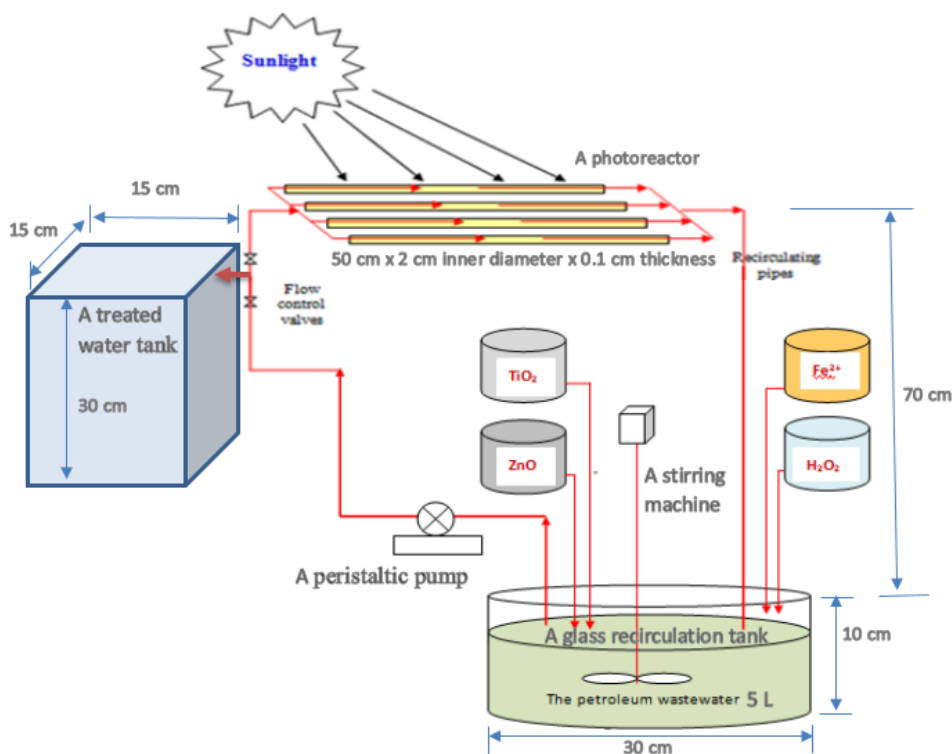 Sunlight
A photoreactor
15 cm
15 cm
50 cm x 2 cm inner diameter x 0.1 cm thickness
Recirculating
pipes
Flow
control
valves
A treated
water tank
30 cm
TiO₂
ZnO
Fe²⁺
H₂O₂
70 cm
A stirring
machine
A peristaltic pump
A glass recirculation tank
10 cm
The petroleum wastewater 5 L
30 cm